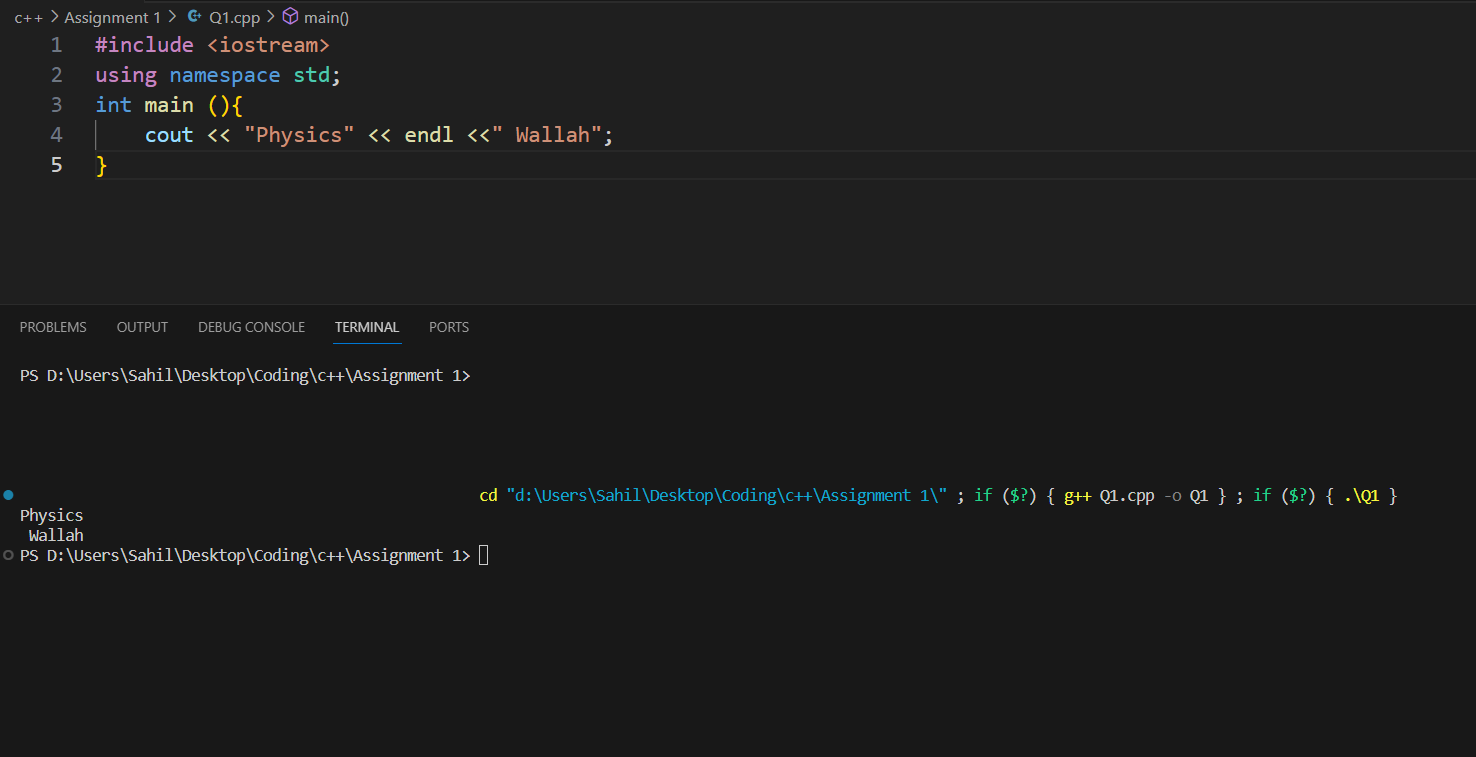 c++ > Assignment 1 > Q1.cpp > main()
1 #include <iostream>
2 using namespace std;
3 int main (){
4     cout << "Physics" << endl <<" Wallah";
5 }
PROBLEMS OUTPUT DEBUG CONSOLE TERMINAL PORTS
PS D:\Users\Sahil\Desktop\Coding\c++\Assignment 1>
cd "d:\Users\Sahil\Desktop\Coding\c++\Assignment 1\" ; if ($?) { g++ Q1.cpp -o Q1 } ; if ($?) { .\Q1 }
Physics
 Wallah
PS D:\Users\Sahil\Desktop\Coding\c++\Assignment 1>